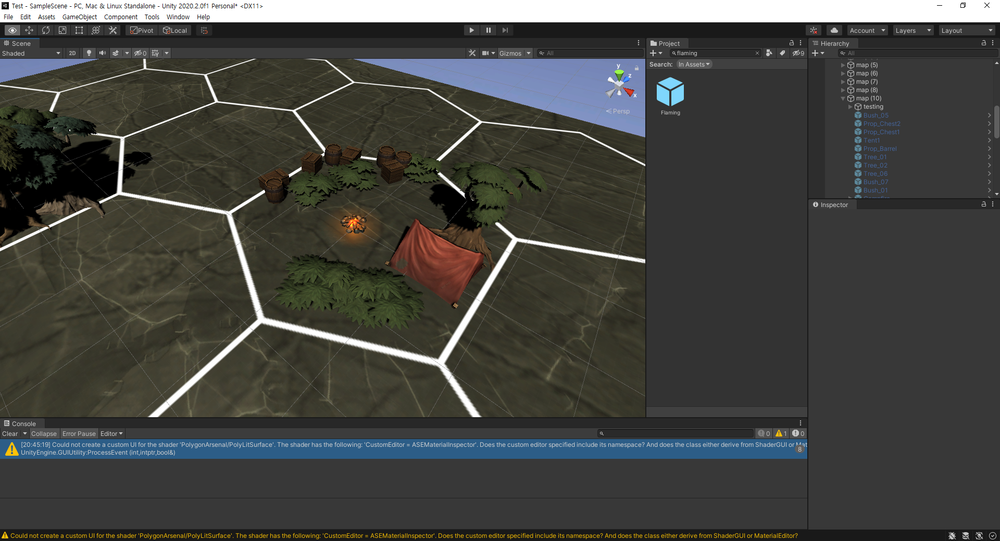 Test - SampleScene - PC, Mac & Linux Standalone - Unity 2020.2.0f1 Personal* <DX11>
File Edit Assets GameObject Component Tools Window Help
Pivot Local Account Layers Layout
Scene
Shaded 2D 0 Gizmos All
y
z
x
Persp
Project
flaming 9
Search: In Assets
Flaming
Hierarchy
All
map (5)
map (6)
map (7)
map (8)
map (10)
testing
Bush_05
Prop_Chest2
Prop_Chest1
Tent1
Prop_Barrel
Tree_01
Tree_02
Tree_06
Bush_07
Bush_01
Inspector
Console
Clear Collapse Error Pause Editor 0 1 0
[20:45:19] Could not create a custom UI for the shader 'PolygonArsenal/PolyLitSurface'. The shader has the following: 'CustomEditor = ASEMaterialInspector'. Does the custom editor specified include its namespace? And does the class either derive from ShaderGUI or Mat
UnityEngine.GUIUtility:ProcessEvent (int,intptr,bool&)
8
Could not create a custom UI for the shader 'PolygonArsenal/PolyLitSurface'. The shader has the following: 'CustomEditor = ASEMaterialInspector'. Does the custom editor specified include its namespace? And does the class either derive from ShaderGUI or MaterialEditor?